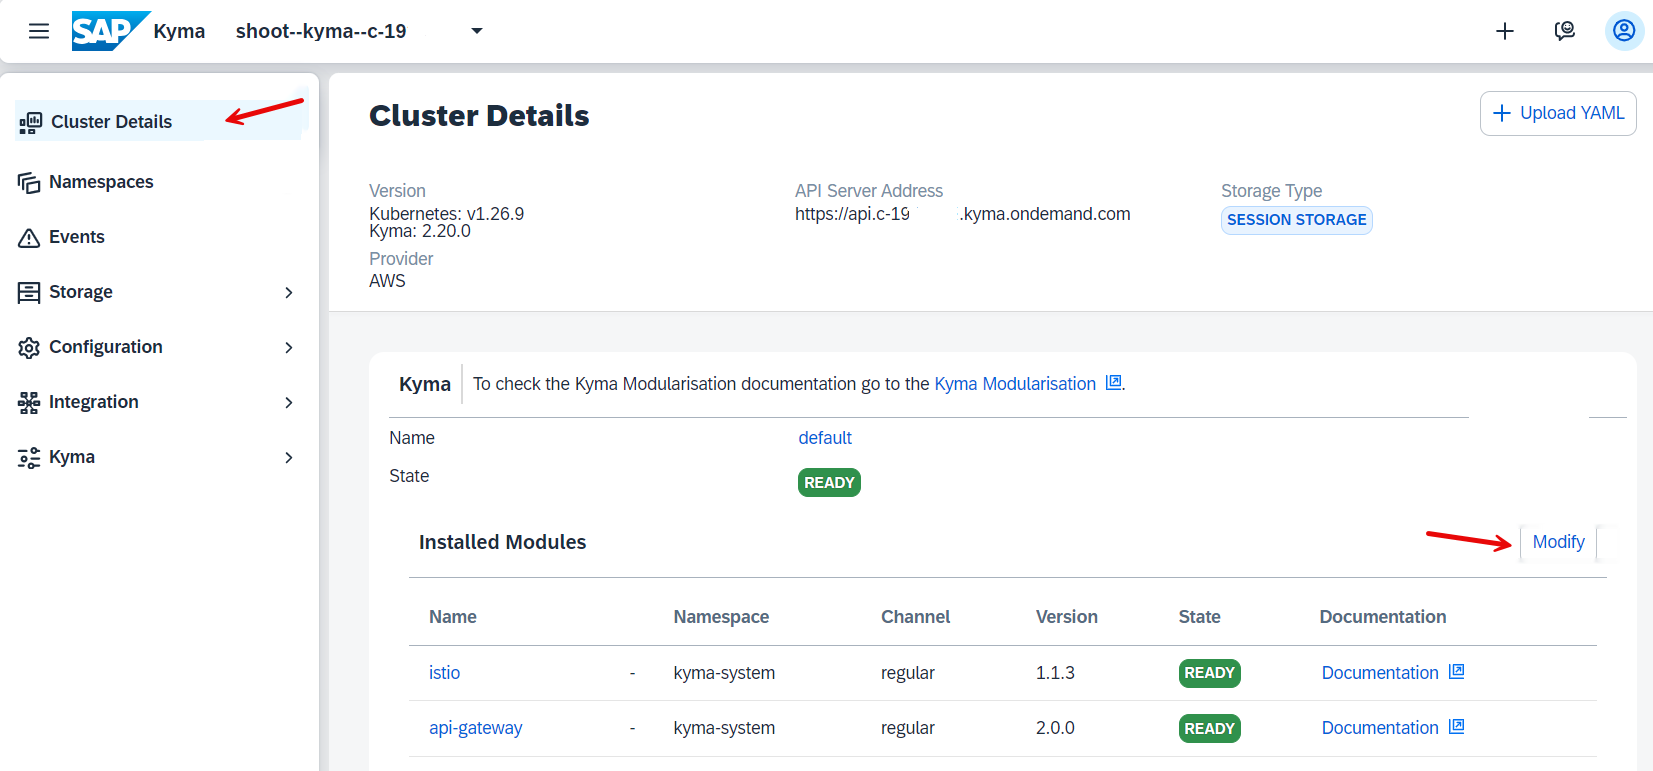 SAP Kyma shoot--kyma--c-19
Cluster Details
Namespaces
Events
Storage
Configuration
Integration
Kyma
Cluster Details
Upload YAML
Version
Kubernetes: v1.26.9
Kyma: 2.20.0
Provider
AWS
API Server Address
https://api.c-19 .kyma.ondemand.com
Storage Type
SESSION STORAGE
Kyma To check the Kyma Modularisation documentation go to the Kyma Modularisation .
Name default
State READY
Installed Modules Modify
Name Namespace Channel Version State Documentation
istio - kyma-system regular 1.1.3 READY Documentation
api-gateway - kyma-system regular 2.0.0 READY Documentation